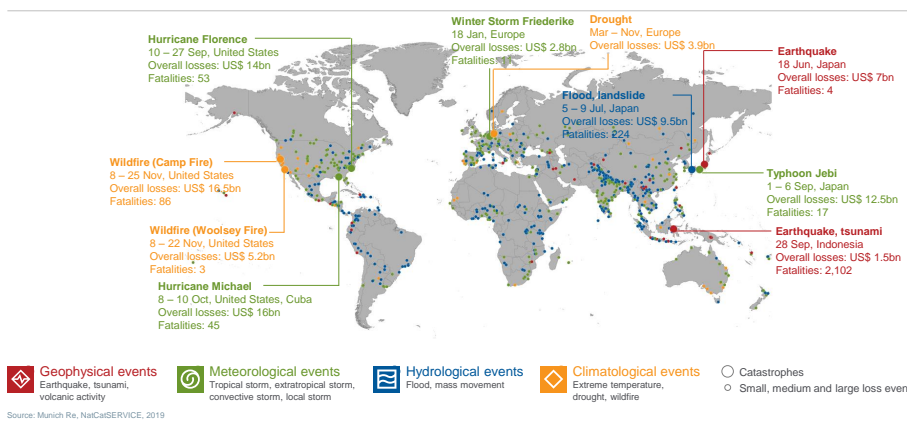 Hurricane Florence
10 – 27 Sep, United States
Overall losses: US$ 14bn
Fatalities: 53
Winter Storm Friederike
18 Jan, Europe
Overall losses: US$ 2.8bn
Fatalities:
Drought
Mar – Nov, Europe
Overall losses: US$ 3.9bn
Earthquake
18 Jun, Japan
Overall losses: US$ 7bn
Fatalities: 4
Flood, landslide
5 – 9 Jul, Japan
Overall losses: US$ 9.5bn
Fatalities: 224
Wildfire (Camp Fire)
8 – 25 Nov, United States
Overall losses: US$ 16.5bn
Fatalities: 86
Typhoon Jebi
1 – 6 Sep, Japan
Overall losses: US$ 12.5bn
Fatalities: 17
Wildfire (Woolsey Fire)
8 – 22 Nov, United States
Overall losses: US$ 5.2bn
Fatalities: 3
Earthquake, tsunami
28 Sep, Indonesia
Overall losses: US$ 1.5bn
Fatalities: 2,102
Hurricane Michael
8 – 10 Oct, United States, Cuba
Overall losses: US$ 16bn
Fatalities: 45
Geophysical events
Earthquake, tsunami,
volcanic activity
Meteorological events
Tropical storm, extratropical storm,
convective storm, local storm
Hydrological events
Flood, mass movement
Climatological events
Extreme temperature,
drought, wildfire
Catastrophes
Small, medium and large loss even
Source: Munich Re, NatCatSERVICE, 2019